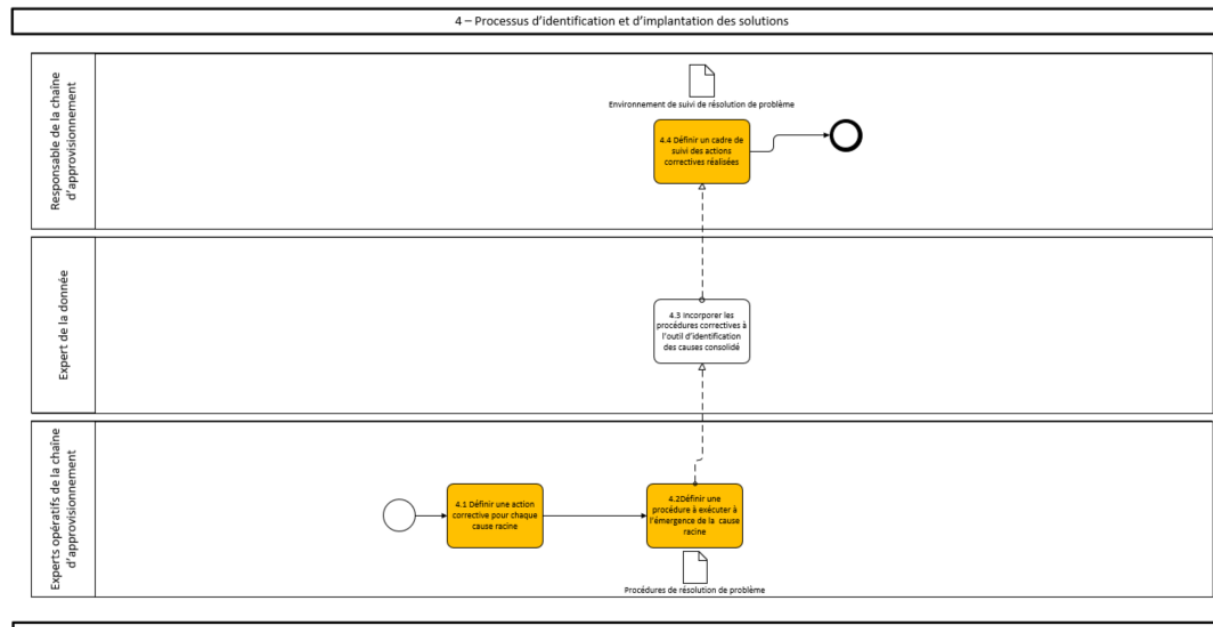 4 – Processus d’identification et d’implantation des solutions
Responsable de la chaîne
d’approvisionnement
Environnement de suivi de résolution de problème
4.4 Définir un cadre de
suivi des actions
correctives réalisées
Expert de la donnée
4.3 Incorporer les
procédures correctives à
l’outil d’identification
des causes consolidé
Experts opératifs de la chaîne
d’approvisionnement
4.1 Définir une action
corrective pour chaque
cause racine
4.2Définir une
procédure à exécuter à
l’émergence de la cause
racine
Procédures de résolution de problème